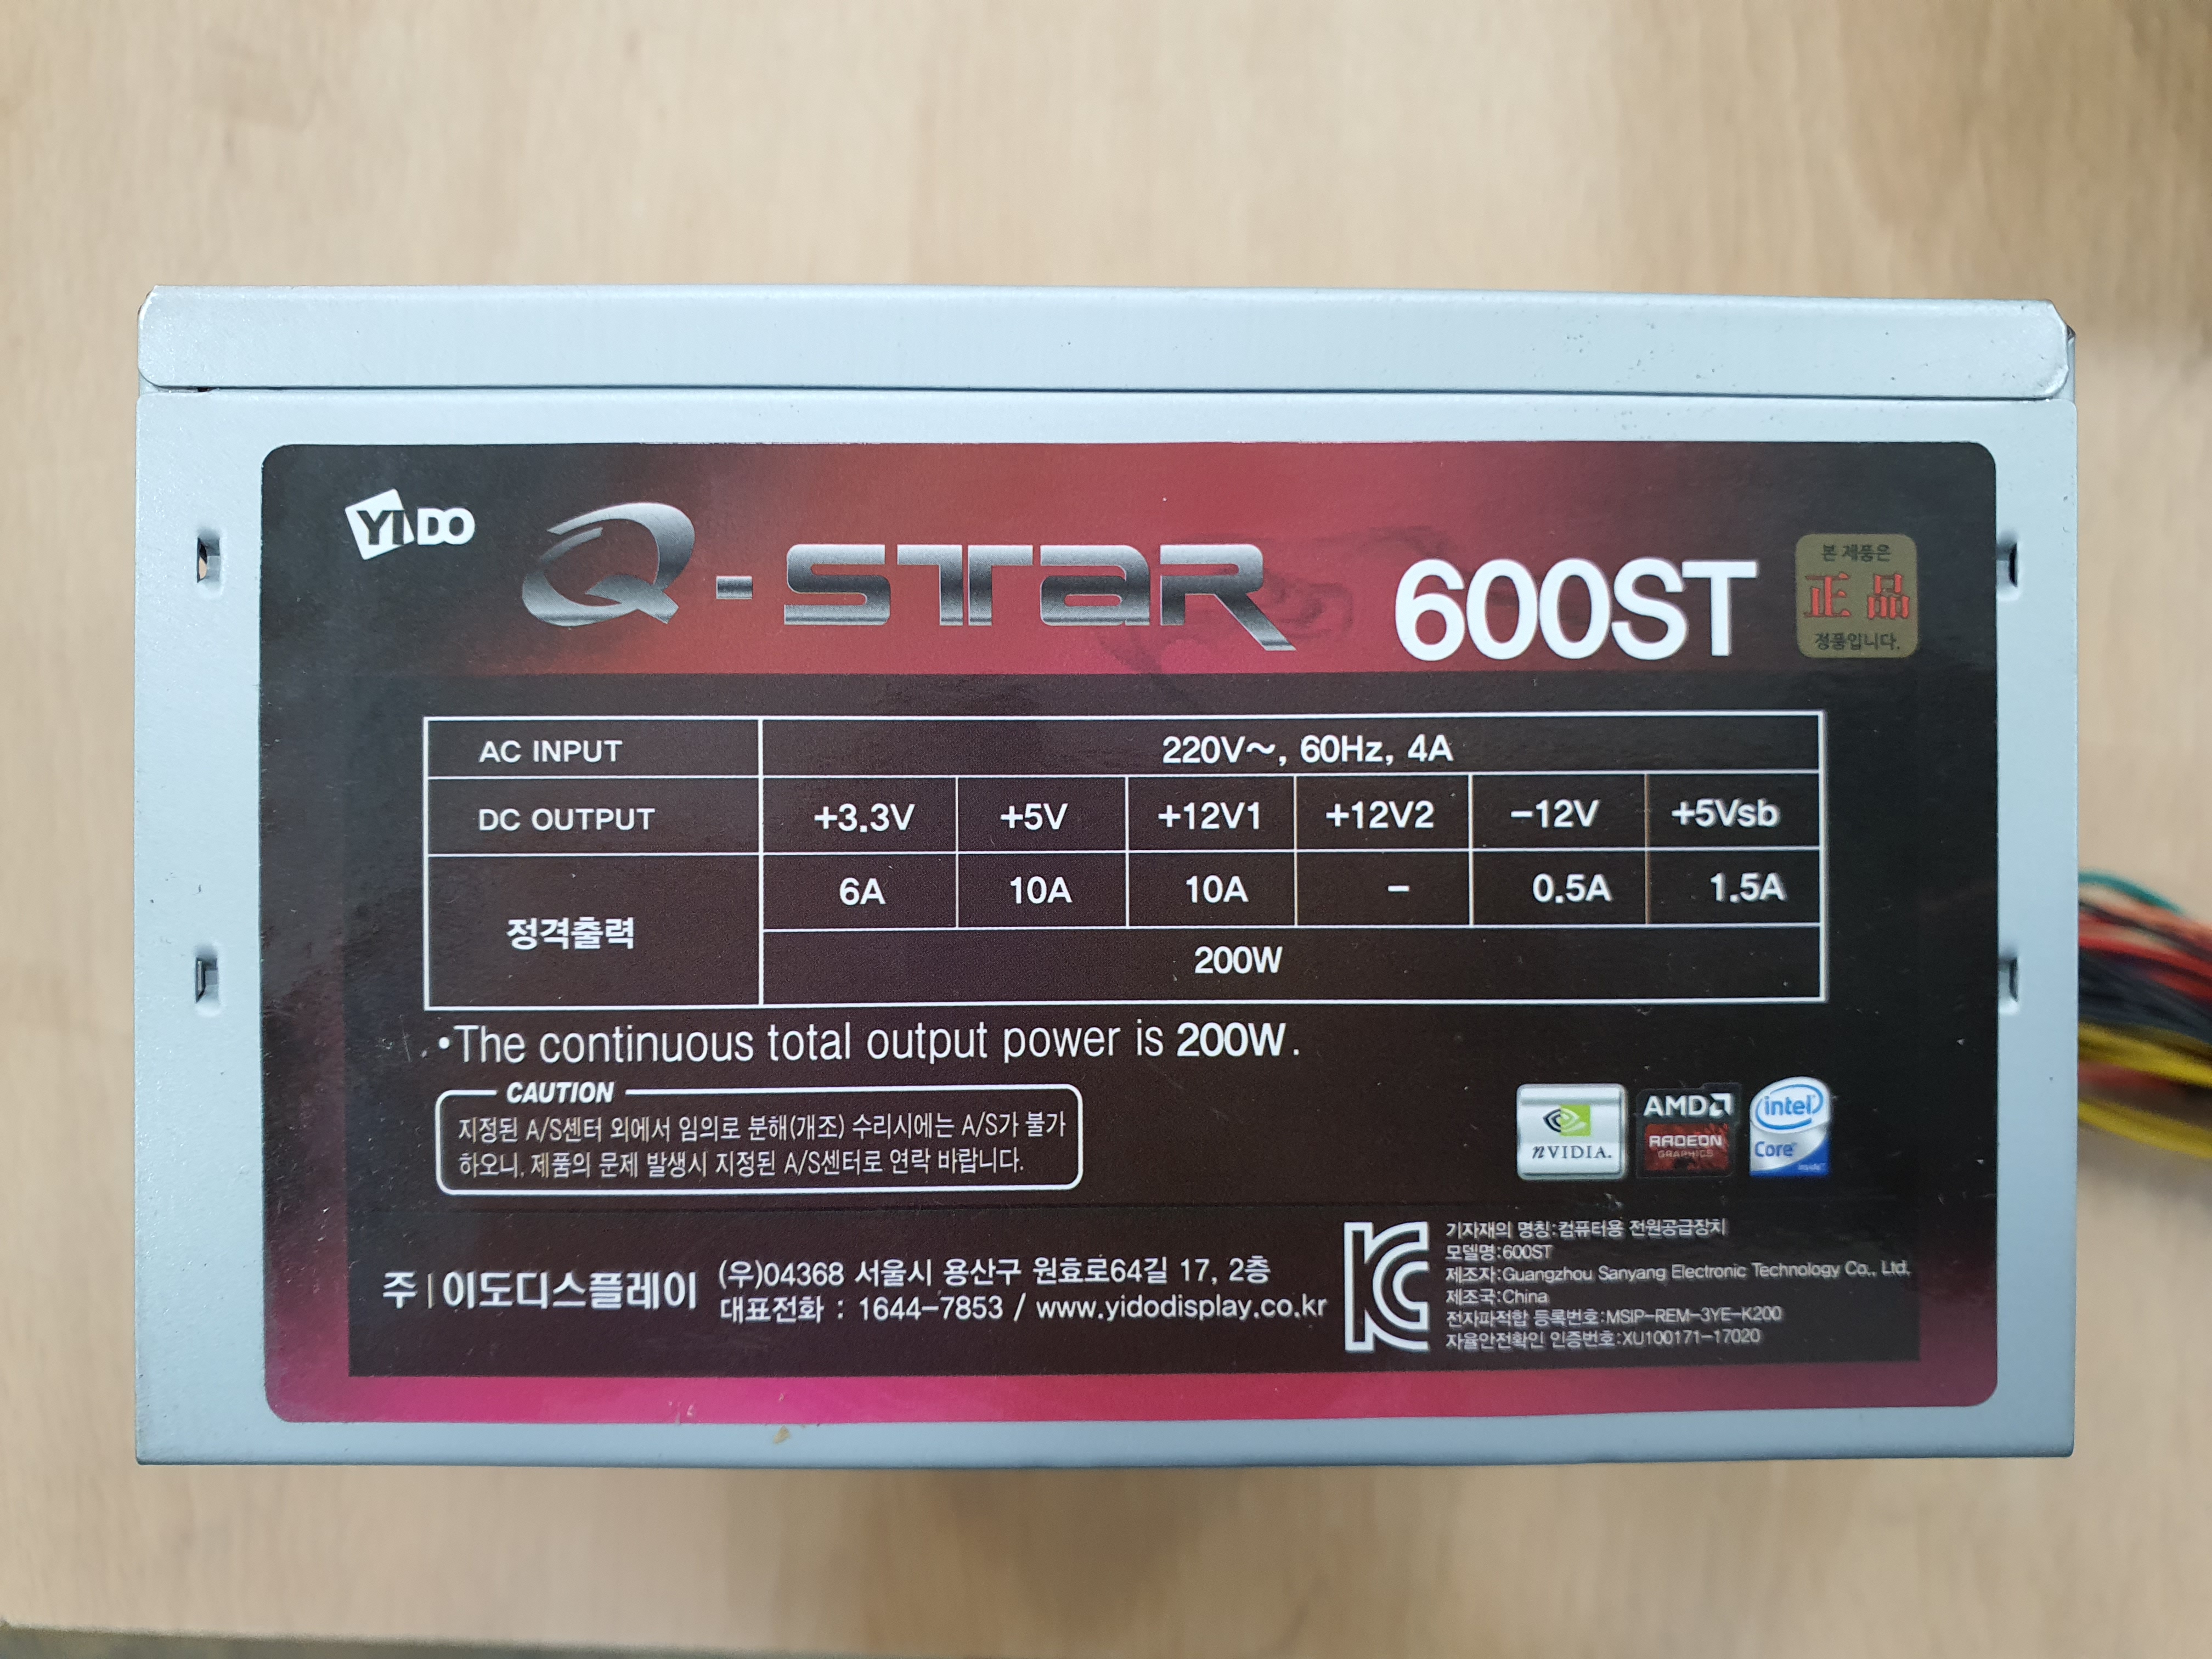 YIDO
Q-STAR 600ST
본 제품은
正品
정품입니다.
AC INPUT 220V~, 60Hz, 4A
DC OUTPUT +3.3V +5V +12V1 +12V2 -12V +5Vsb
정격출력 6A 10A 10A - 0.5A 1.5A
200W
•The continuous total output power is 200W.
CAUTION
지정된 A/S센터 외에서 임의로 분해(개조) 수리시에는 A/S가 불가
하오니, 제품의 문제 발생시 지정된 A/S센터로 연락 바랍니다.
nVIDIA.
AMD
RADEON
GRAPHICS
intel
Core
inside
주 | 이도디스플레이
(우)04368 서울시 용산구 원효로64길 17, 2층
대표전화 : 1644-7853 / www.yidodisplay.co.kr
기자재의 명칭:컴퓨터용 전원공급장치
모델명:600ST
제조자:Guangzhou Sanyang Electronic Technology Co., Ltd.
제조국:China
전자파적합 등록번호:MSIP-REM-3YE-K200
자율안전확인 인증번호:XU100171-17020